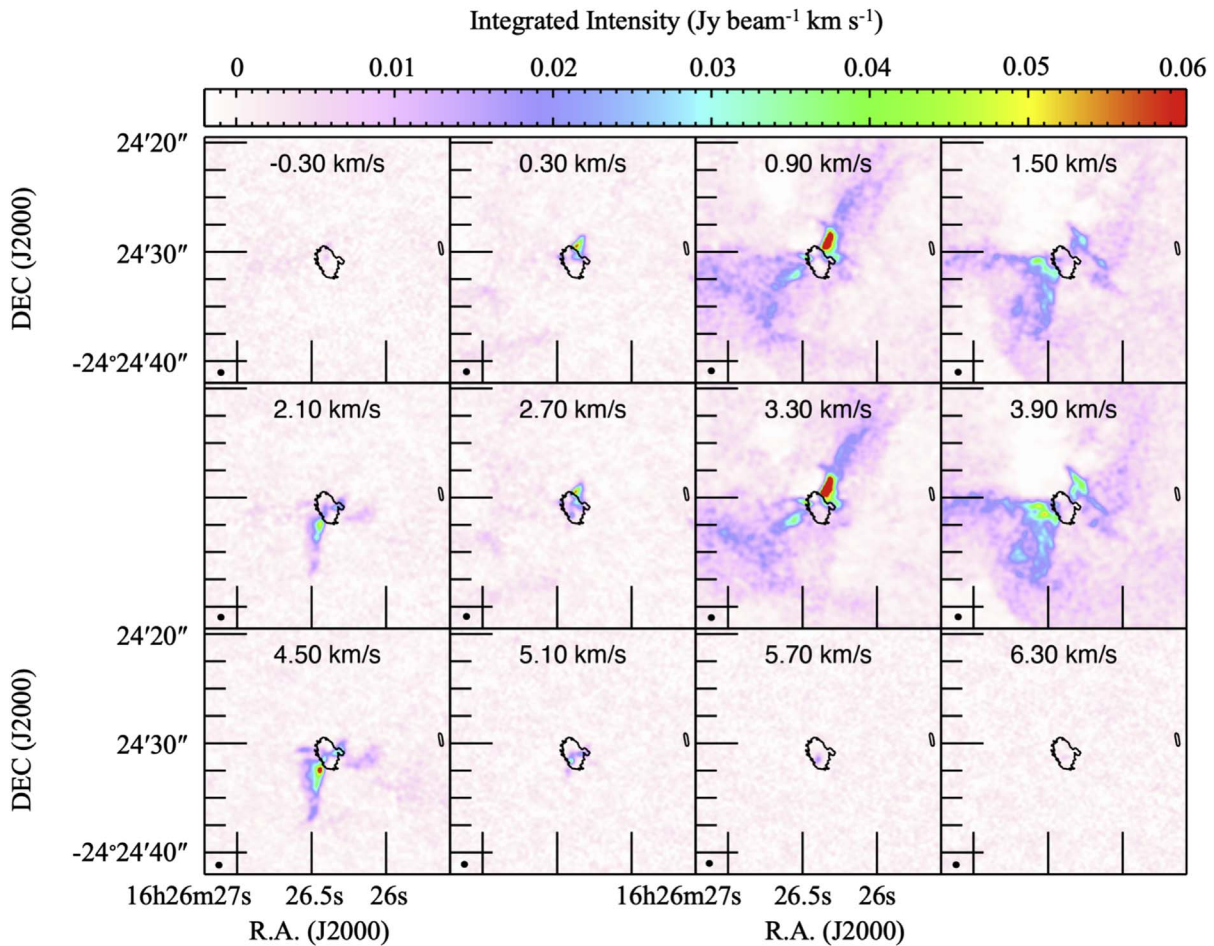 Integrated Intensity (Jy beam⁻¹ km s⁻¹)
0 0.01 0.02 0.03 0.04 0.05 0.06
24′20″
-0.30 km/s 0.30 km/s 0.90 km/s 1.50 km/s
DEC (J2000)
24′30″
-24°24′40″
2.10 km/s 2.70 km/s 3.30 km/s 3.90 km/s
24′20″
4.50 km/s 5.10 km/s 5.70 km/s 6.30 km/s
DEC (J2000)
24′30″
-24°24′40″
16h26m27s 26.5s 26s 16h26m27s 26.5s 26s
R.A. (J2000) R.A. (J2000)